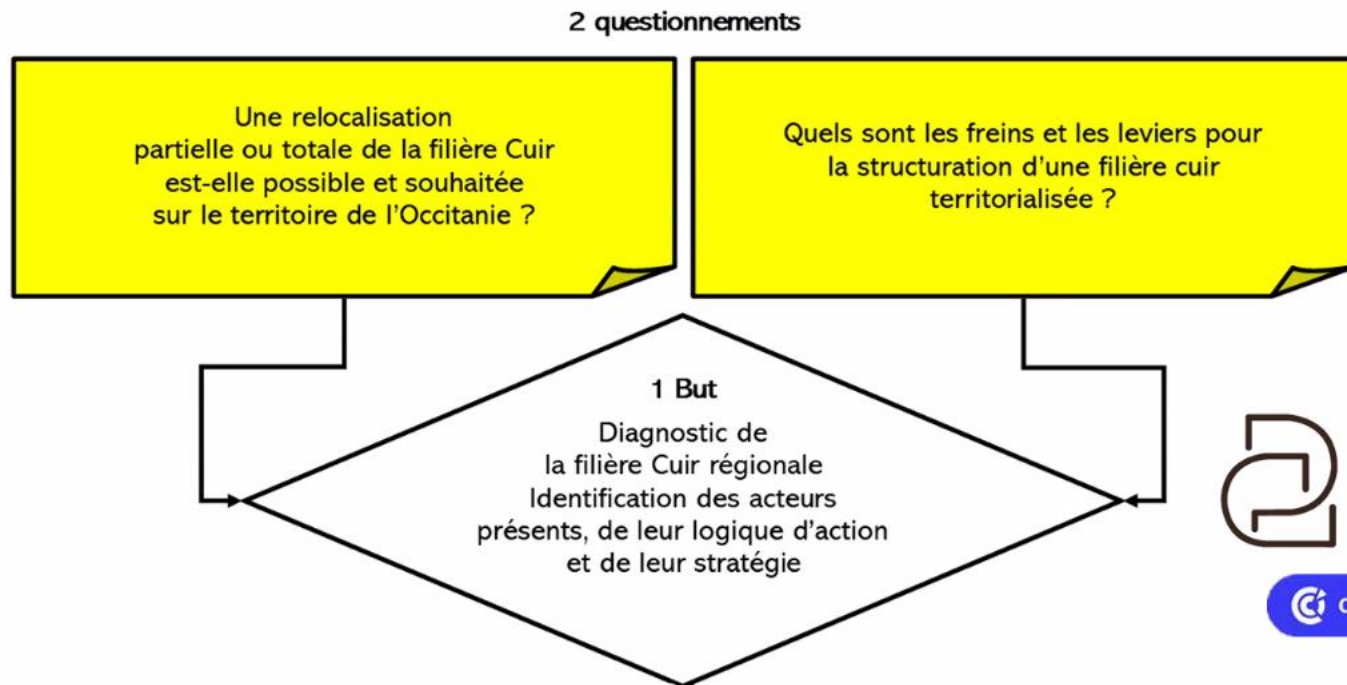 2 questionnements
Une relocalisation
partielle ou totale de la filière Cuir
est-elle possible et souhaitée
sur le territoire de l'Occitanie ?
Quels sont les freins et les leviers pour
la structuration d'une filière cuir
territorialisée ?
1 But
Diagnostic de
la filière Cuir régionale
Identification des acteurs
présents, de leur logique d'action
et de leur stratégie